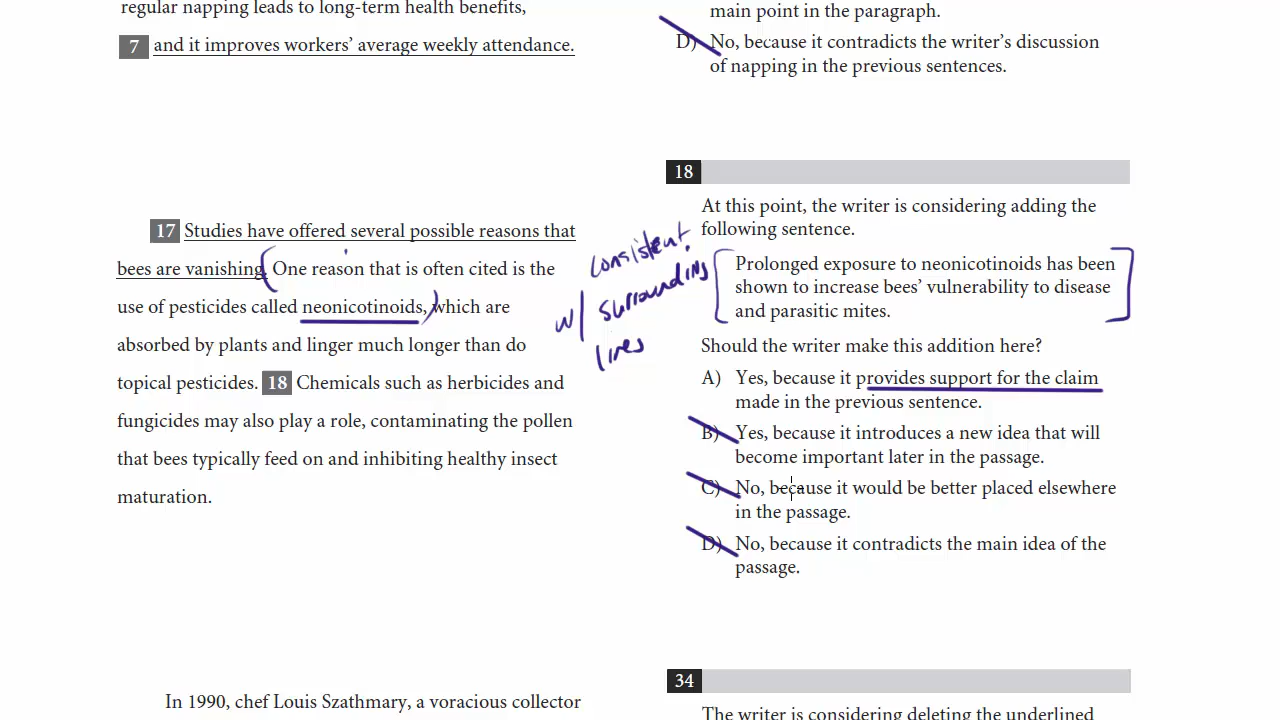 regular napping leads to long-term health benefits,
7 and it improves workers’ average weekly attendance.
main point in the paragraph.
D) No, because it contradicts the writer’s discussion
of napping in the previous sentences.
17 Studies have offered several possible reasons that
bees are vanishing. One reason that is often cited is the
use of pesticides called neonicotinoids, which are
absorbed by plants and linger much longer than do
topical pesticides. 18 Chemicals such as herbicides and
fungicides may also play a role, contaminating the pollen
that bees typically feed on and inhibiting healthy insect
maturation.
consistent
w/ surrounding
lines
18
At this point, the writer is considering adding the
following sentence.
Prolonged exposure to neonicotinoids has been
shown to increase bees’ vulnerability to disease
and parasitic mites.
Should the writer make this addition here?
A) Yes, because it provides support for the claim
made in the previous sentence.
B) Yes, because it introduces a new idea that will
become important later in the passage.
C) No, because it would be better placed elsewhere
in the passage.
D) No, because it contradicts the main idea of the
passage.
In 1990, chef Louis Szathmary, a voracious collector
34
The writer is considering deleting the underlined